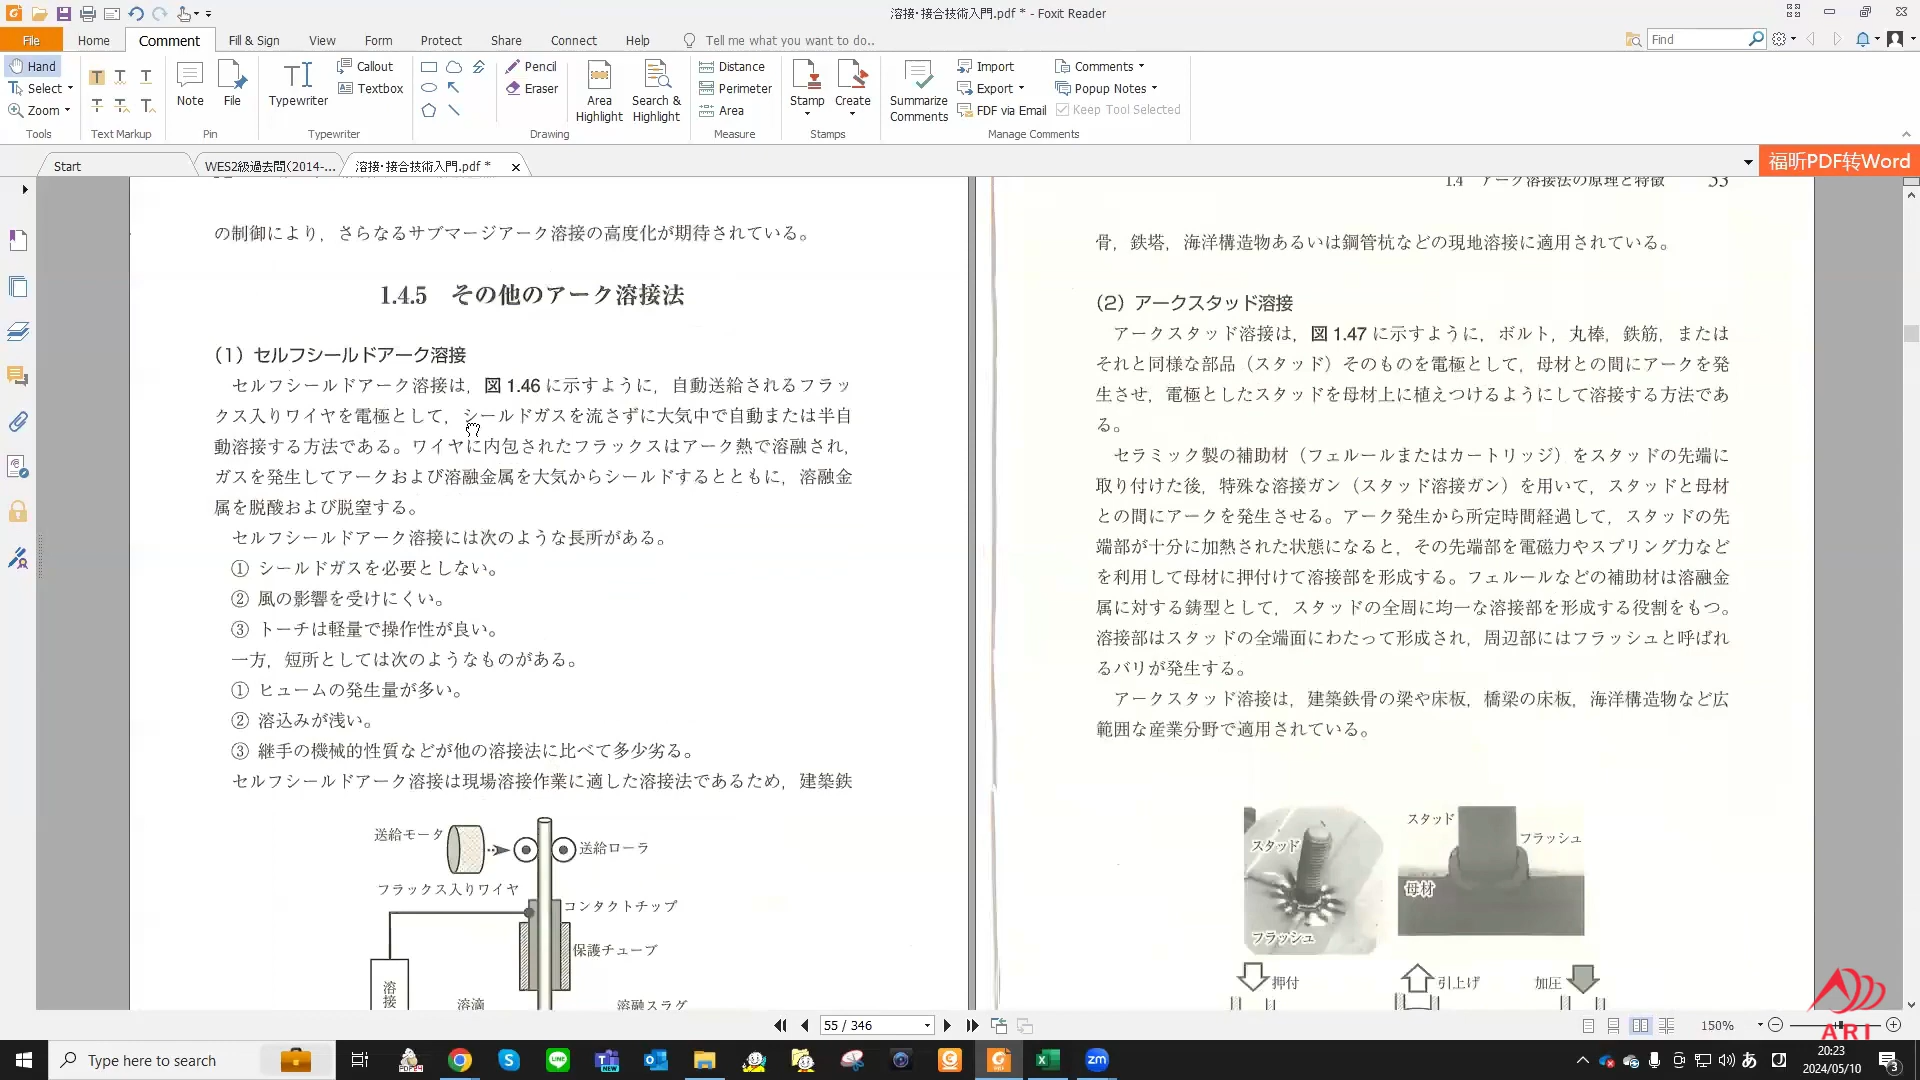 溶接・接合技術入門.pdf * - Foxit Reader
File Home Comment Fill & Sign View Form Protect Share Connect Help Tell me what you want to do.. Find
Hand
Select
Zoom
Tools
Text Markup
Note
File
Pin
Typewriter
Callout
Textbox
Typewriter
Pencil
Eraser
Area Highlight
Search & Highlight
Drawing
Distance
Perimeter
Area
Measure
Stamp
Create
Stamps
Summarize Comments
Import
Export
FDF via Email
Comments
Popup Notes
Keep Tool Selected
Manage Comments
Start WES2級過去問(2014-... 溶接・接合技術入門.pdf *
福昕PDF转Word
の制御により，さらなるサブマージアーク溶接の高度化が期待されている。
1.4.5 その他のアーク溶接法
（1）セルフシールドアーク溶接
セルフシールドアーク溶接は，図 1.46 に示すように，自動送給されるフラッ
クス入りワイヤを電極として，シールドガスを流さずに大気中で自動または半自
動溶接する方法である。ワイヤに内包されたフラックスはアーク熱で溶融され，
ガスを発生してアークおよび溶融金属を大気からシールドするとともに，溶融金
属を脱酸および脱窒する。
セルフシールドアーク溶接には次のような長所がある。
① シールドガスを必要としない。
② 風の影響を受けにくい。
③ トーチは軽量で操作性が良い。
一方，短所としては次のようなものがある。
① ヒュームの発生量が多い。
② 溶込みが浅い。
③ 継手の機械的性質などが他の溶接法に比べて多少劣る。
セルフシールドアーク溶接は現場溶接作業に適した溶接法であるため，建築鉄
送給モータ
送給ローラ
フラックス入りワイヤ
コンタクトチップ
保護チューブ
溶接
溶滴
溶融スラグ
1.4 アーク溶接法の原理と特徴 53
骨，鉄塔，海洋構造物あるいは鋼管杭などの現地溶接に適用されている。
（2）アークスタッド溶接
アークスタッド溶接は，図 1.47 に示すように，ボルト，丸棒，鉄筋，または
それと同様な部品（スタッド）そのものを電極として，母材との間にアークを発
生させ，電極としたスタッドを母材上に植えつけるようにして溶接する方法であ
る。
セラミック製の補助材（フェルールまたはカートリッジ）をスタッドの先端に
取り付けた後，特殊な溶接ガン（スタッド溶接ガン）を用いて，スタッドと母材
との間にアークを発生させる。アーク発生から所定時間経過して，スタッドの先
端部が十分に加熱された状態になると，その先端部を電磁力やスプリング力など
を利用して母材に押付けて溶接部を形成する。フェルールなどの補助材は溶融金
属に対する鋳型として，スタッドの全周に均一な溶接部を形成する役割をもつ。
溶接部はスタッドの全端面にわたって形成され，周辺部にはフラッシュと呼ばれ
るバリが発生する。
アークスタッド溶接は，建築鉄骨の梁や床板，橋梁の床板，海洋構造物など広
範囲な産業分野で適用されている。
スタッド
フラッシュ
スタッド
フラッシュ
母材
押付
引上げ
加圧
ARI
55 / 346
150%
Type here to search
20:23
2024/05/10
3